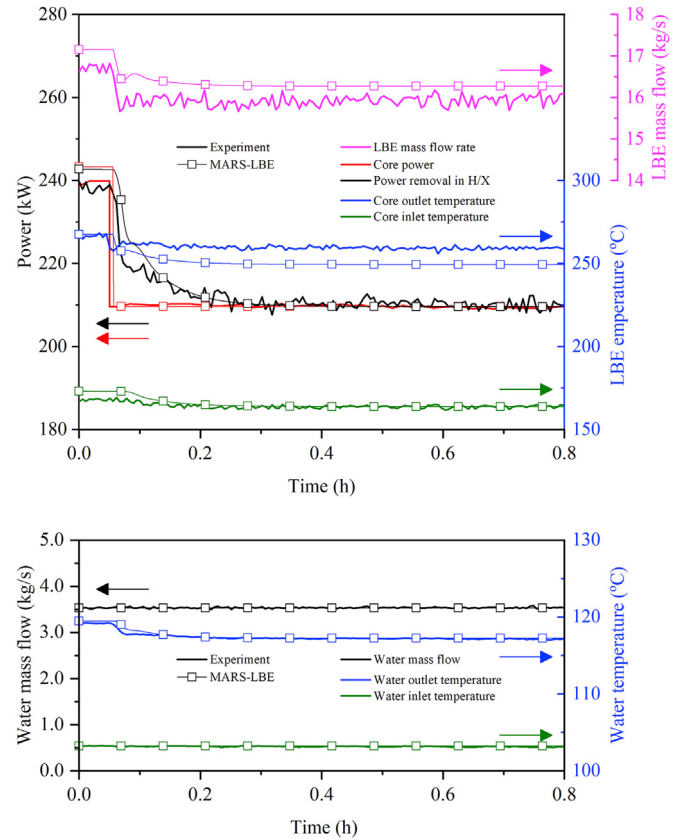 280
260
240
220
200
180
Power (kW)
18
17
16
15
14
LBE mass flow (kg/s)
300
250
200
150
LBE emperature (°C)
Experiment
MARS-LBE
LBE mass flow rate
Core power
Power removal in H/X
Core outlet temperature
Core inlet temperature
0.0 0.2 0.4 0.6 0.8
Time (h)
5.0
4.0
3.0
2.0
1.0
0.0
Water mass flow (kg/s)
130
120
110
100
Water temperature (°C)
Experiment
MARS-LBE
Water mass flow
Water outlet temperature
Water inlet temperature
0.0 0.2 0.4 0.6 0.8
Time (h)